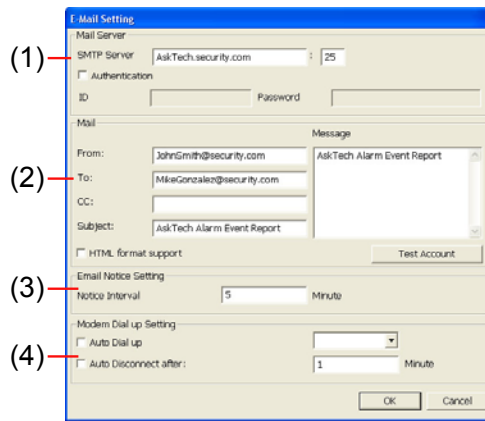 E-Mail Setting
Mail Server
(1)
SMTP Server AskTech.security.com : 25
Authentication
ID Password
Mail
Message
From: JohnSmith@security.com AskTech Alarm Event Report
(2)
To: MikeGonzalez@security.com
CC:
Subject: AskTech Alarm Event Report
HTML format support Test Account
Email Notice Setting
(3)
Notice Interval 5 Minute
Modem Dial up Setting
Auto Dial up
(4)
Auto Disconnect after: 1 Minute
OK Cancel